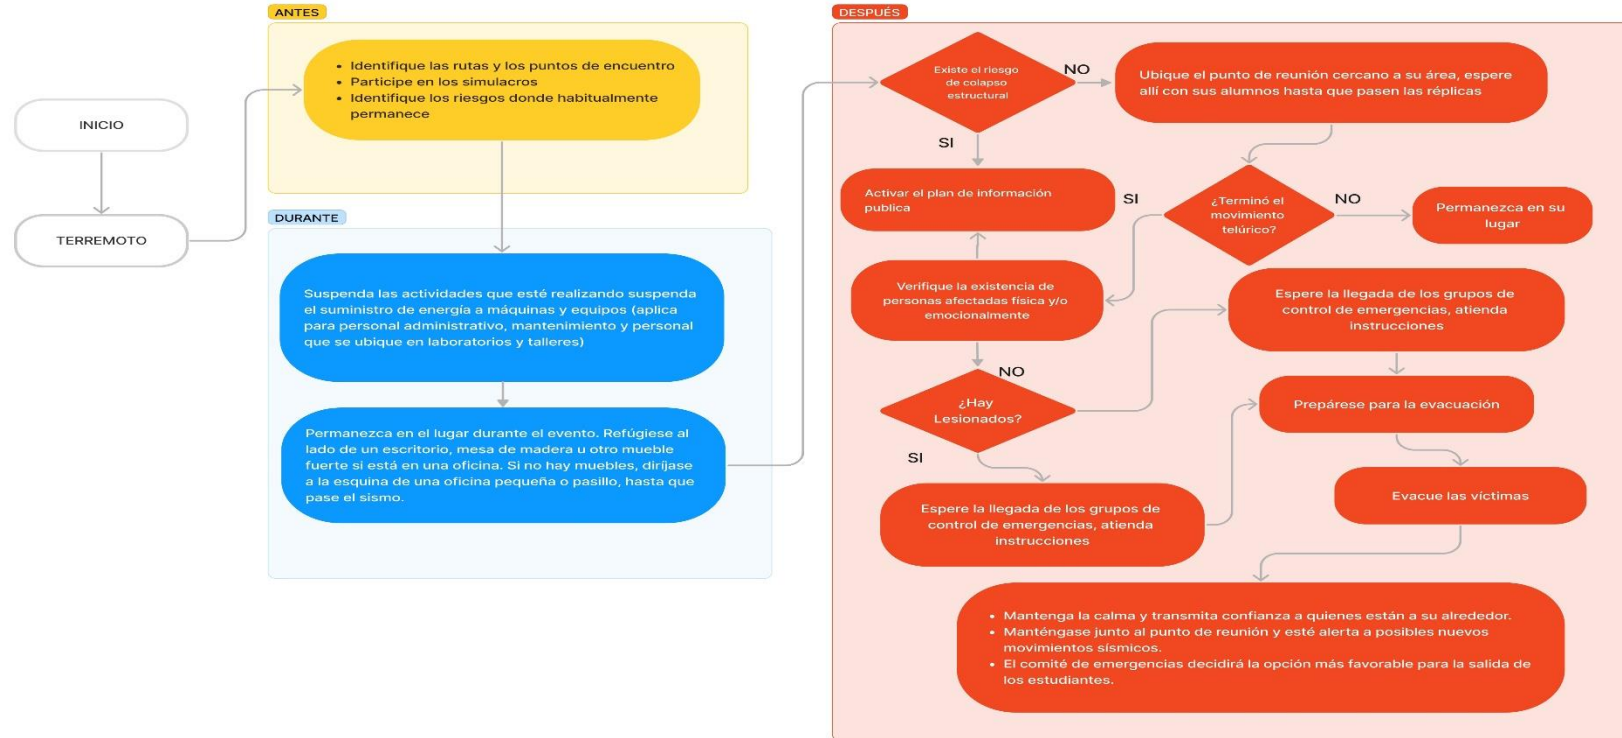 INICIO
TERREMOTO
ANTES
• Identifique las rutas y los puntos de encuentro
• Participe en los simulacros
• Identifique los riesgos donde habitualmente
permanece
DURANTE
Suspenda las actividades que esté realizando suspenda
el suministro de energía a máquinas y equipos (aplica
para personal administrativo, mantenimiento y personal
que se ubique en laboratorios y talleres)
Permanezca en el lugar durante el evento. Refúgiese al
lado de un escritorio, mesa de madera u otro mueble
fuerte si está en una oficina. Si no hay muebles, diríjase
a la esquina de una oficina pequeña o pasillo, hasta que
pase el sismo.
DESPUÉS
Existe el riesgo
de colapso
estructural
NO
Ubique el punto de reunión cercano a su área, espere
allí con sus alumnos hasta que pasen las réplicas
SI
Activar el plan de información
publica
SI
¿Terminó el
movimiento
telúrico?
NO
Permanezca en su
lugar
Verifique la existencia de
personas afectadas física y/o
emocionalmente
Espere la llegada de los grupos de
control de emergencias, atienda
instrucciones
NO
¿Hay
Lesionados?
Prepárese para la evacuación
SI
Espere la llegada de los grupos de
control de emergencias, atienda
instrucciones
Evacue las víctimas
• Mantenga la calma y transmita confianza a quienes están a su alrededor.
• Manténgase junto al punto de reunión y esté alerta a posibles nuevos
movimientos sísmicos.
• El comité de emergencias decidirá la opción más favorable para la salida de
los estudiantes.